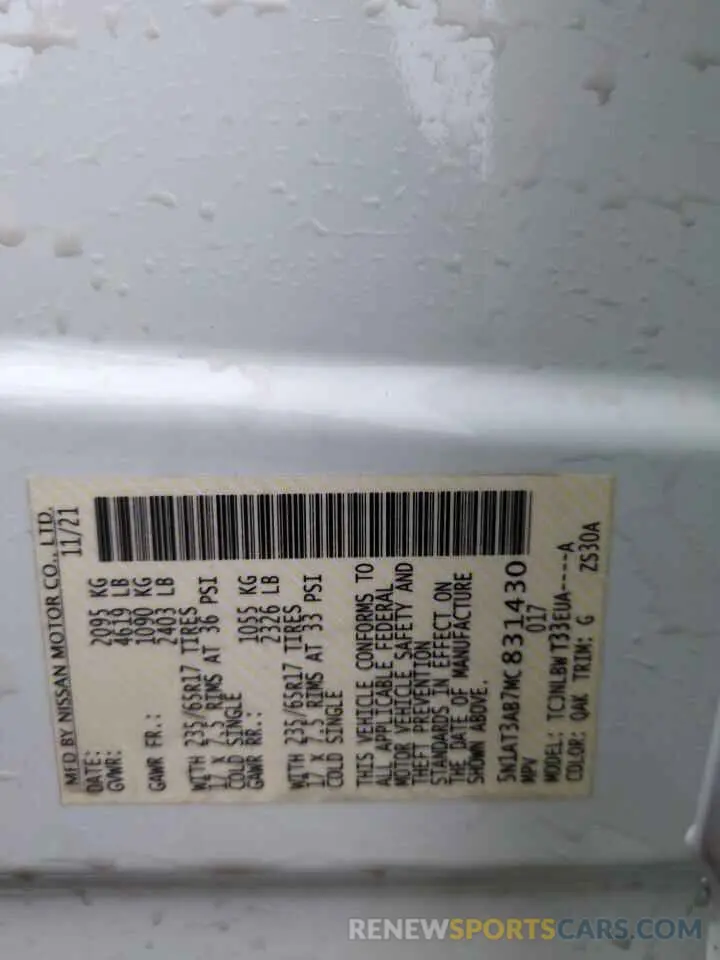 MFD BY NISSAN MOTOR CO., LTD.
DATE: 11/21
GVWR: 2095 KG
4619 LB
GAWR FR.: 1090 KG
2403 LB
WITH 235/65R17 TIRES
17 X 7.5 RIMS AT 36 PSI
COLD SINGLE
GAWR RR.: 1055 KG
2326 LB
WITH 235/65R17 TIRES
17 X 7.5 RIMS AT 33 PSI
COLD SINGLE
THIS VEHICLE CONFORMS TO
ALL APPLICABLE FEDERAL
MOTOR VEHICLE SAFETY AND
THEFT PREVENTION
STANDARDS IN EFFECT ON
THE DATE OF MANUFACTURE
SHOWN ABOVE.
5N1AT3AB7MC831430
MPV 017
MODEL: TCJNLBW T33EUA----A
COLOR: QAK TRIM: G ZS30A
RENEWSPORTSCARS.COM